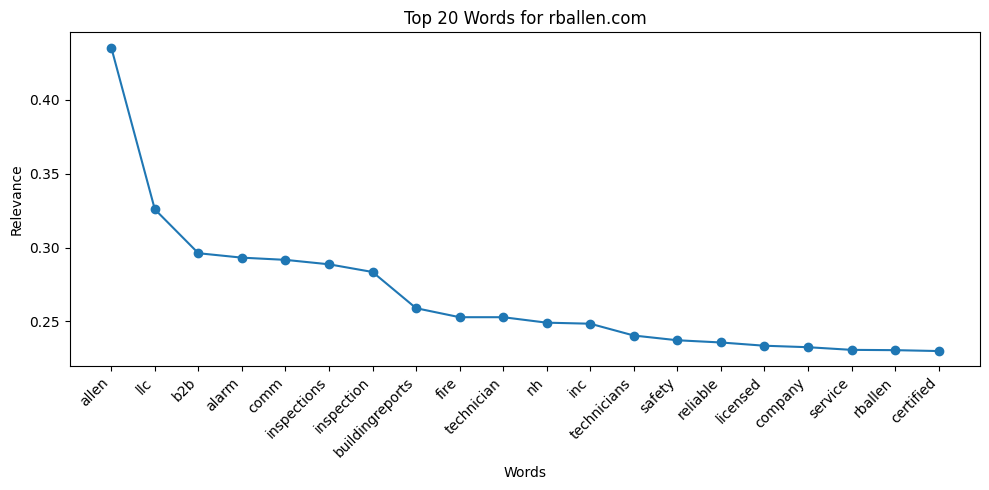 Top 20 Words for rballen.com
Relevance
0.40
0.35
0.30
0.25
allen
llc
b2b
alarm
comm
inspections
inspection
buildingreports
fire
technician
nh
inc
technicians
safety
reliable
licensed
company
service
rballen
certified
Words